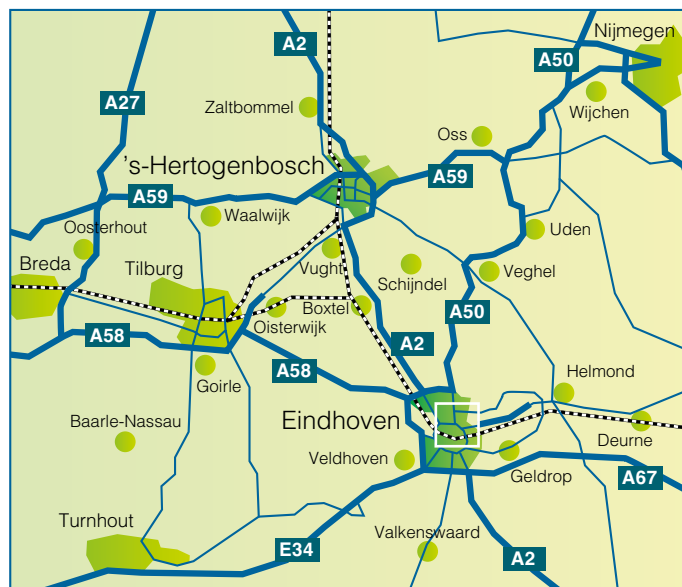 Nijmegen
A2
A50
A27
Zaltbommel
Wijchen
Oss
's-Hertogenbosch
A59
A59
Waalwijk
Oosterhout
Uden
Vught
Breda
Tilburg
Schijndel
Veghel
Oisterwijk
Boxtel
A50
A58
A2
Goirle
A58
Helmond
Baarle-Nassau
Eindhoven
Deurne
Veldhoven
Geldrop
A67
Turnhout
E34
Valkenswaard
A2